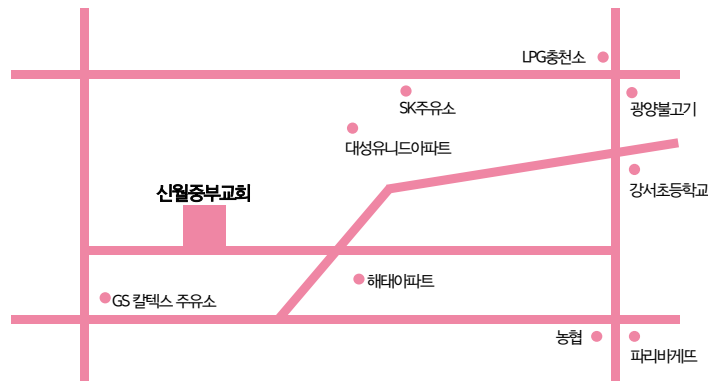 LPG충천소
SK주유소
광양불고기
대성유니드아파트
강서초등학교
신월중부교회
해태아파트
GS 칼텍스 주유소
농협
파리바게뜨